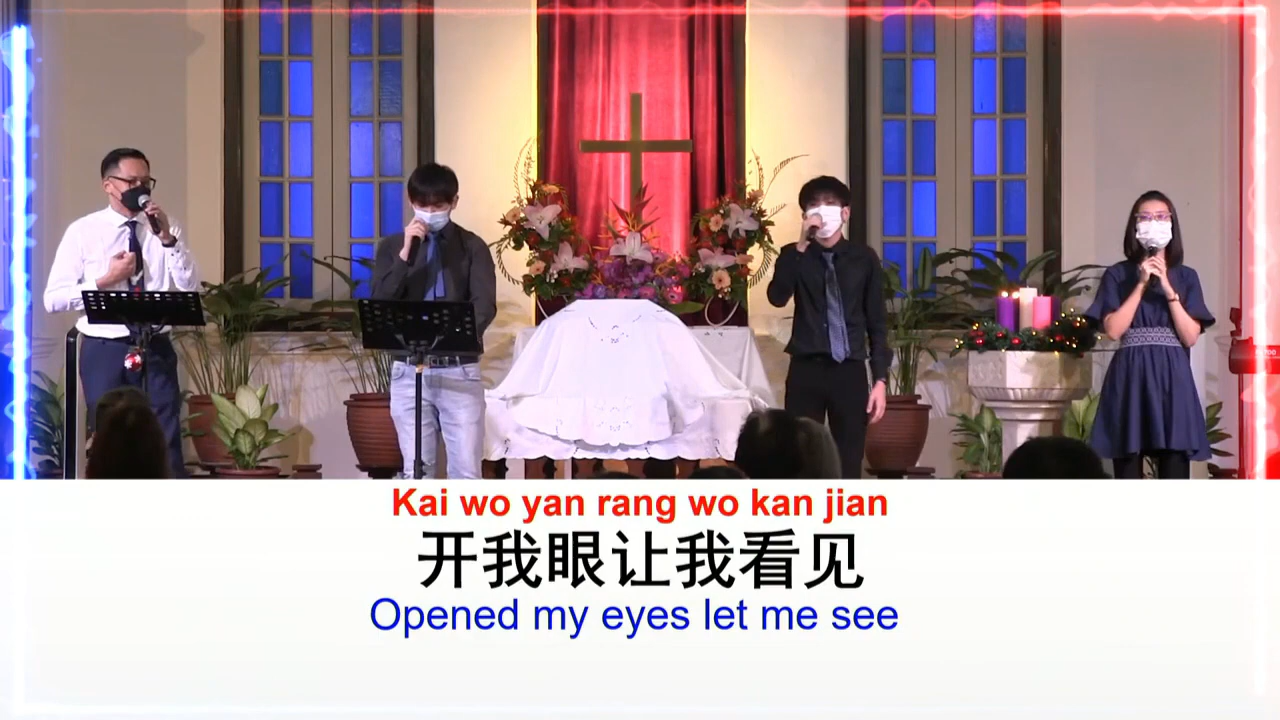 Kai wo yan rang wo kan jian
开我眼让我看见
Opened my eyes let me see